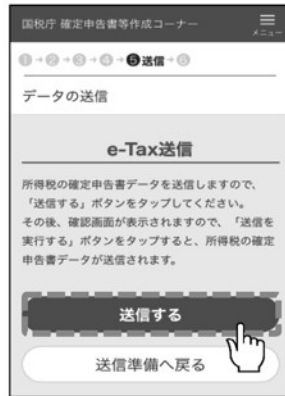 国税庁 確定申告書等作成コーナー
メニュー
❶→❷→❸→❹→❺送信→❻
データの送信
e-Tax送信
所得税の確定申告書データを送信しますので、
「送信する」ボタンをタップしてください。
その後、確認画面が表示されますので、「送信を
実行する」ボタンをタップすると、所得税の確定
申告書データが送信されます。
送信する
送信準備へ戻る